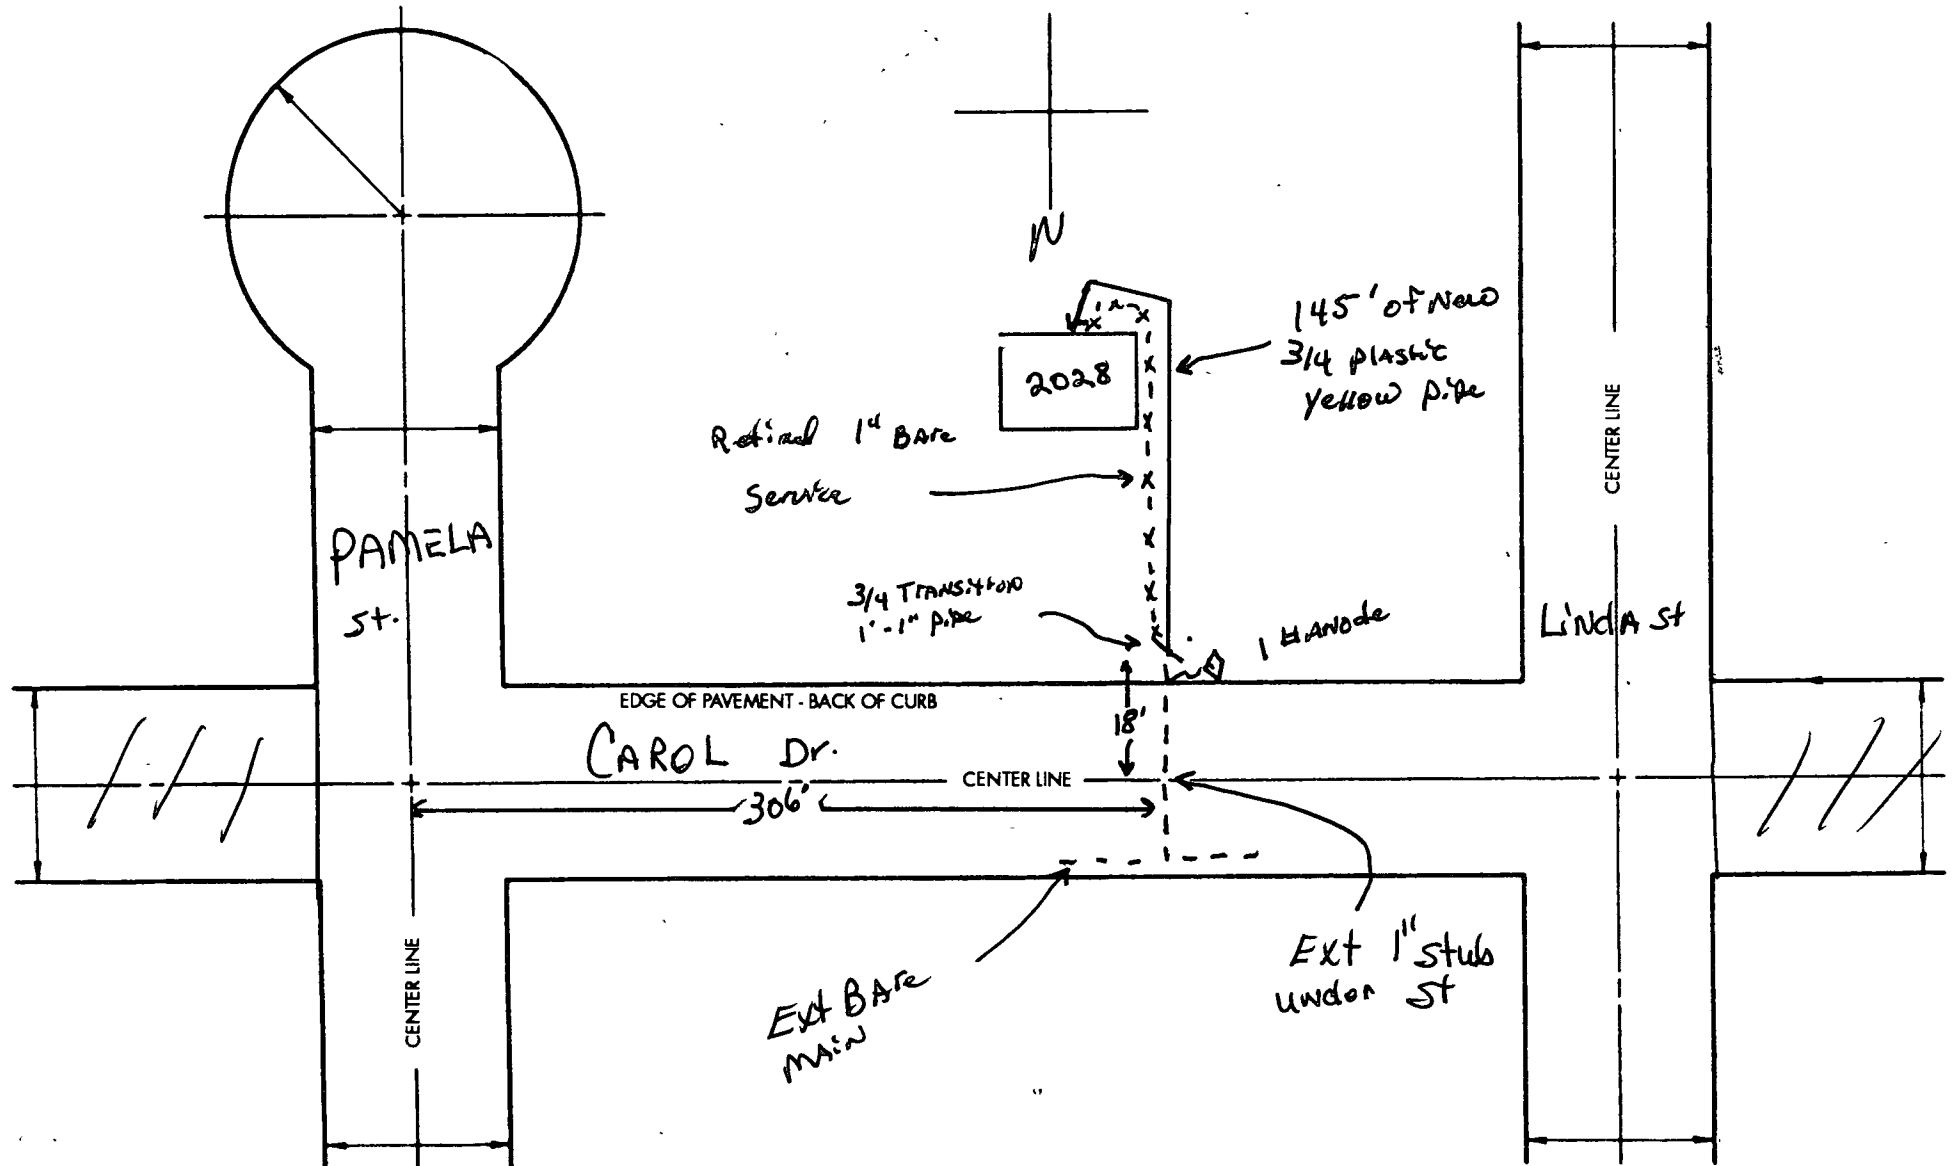 N
145' of New
3/4 plastic
yellow pipe
2028
Retired 1" Bare
Service
CENTER LINE
PAMELA
St.
3/4 Transition
1'-1" pipe
1 # Anode
LindA St
EDGE OF PAVEMENT - BACK OF CURB
18'
CAROL Dr.
CENTER LINE
306'
Ext 1" stub
under St
CENTER LINE
Ext BAre
MAiN